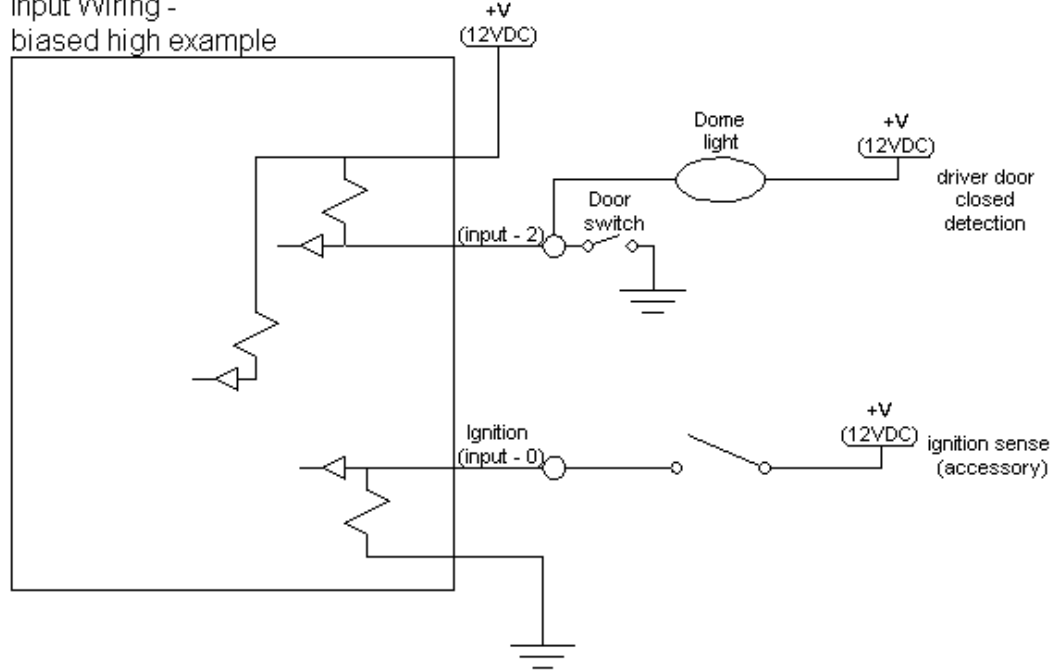 Input Wiring -
biased high example
+V
(12VDC)
Dome
light
+V
(12VDC)
driver door
closed
detection
Door
switch
(input - 2)
Ignition
(input - 0)
+V
(12VDC)
ignition sense
(accessory)